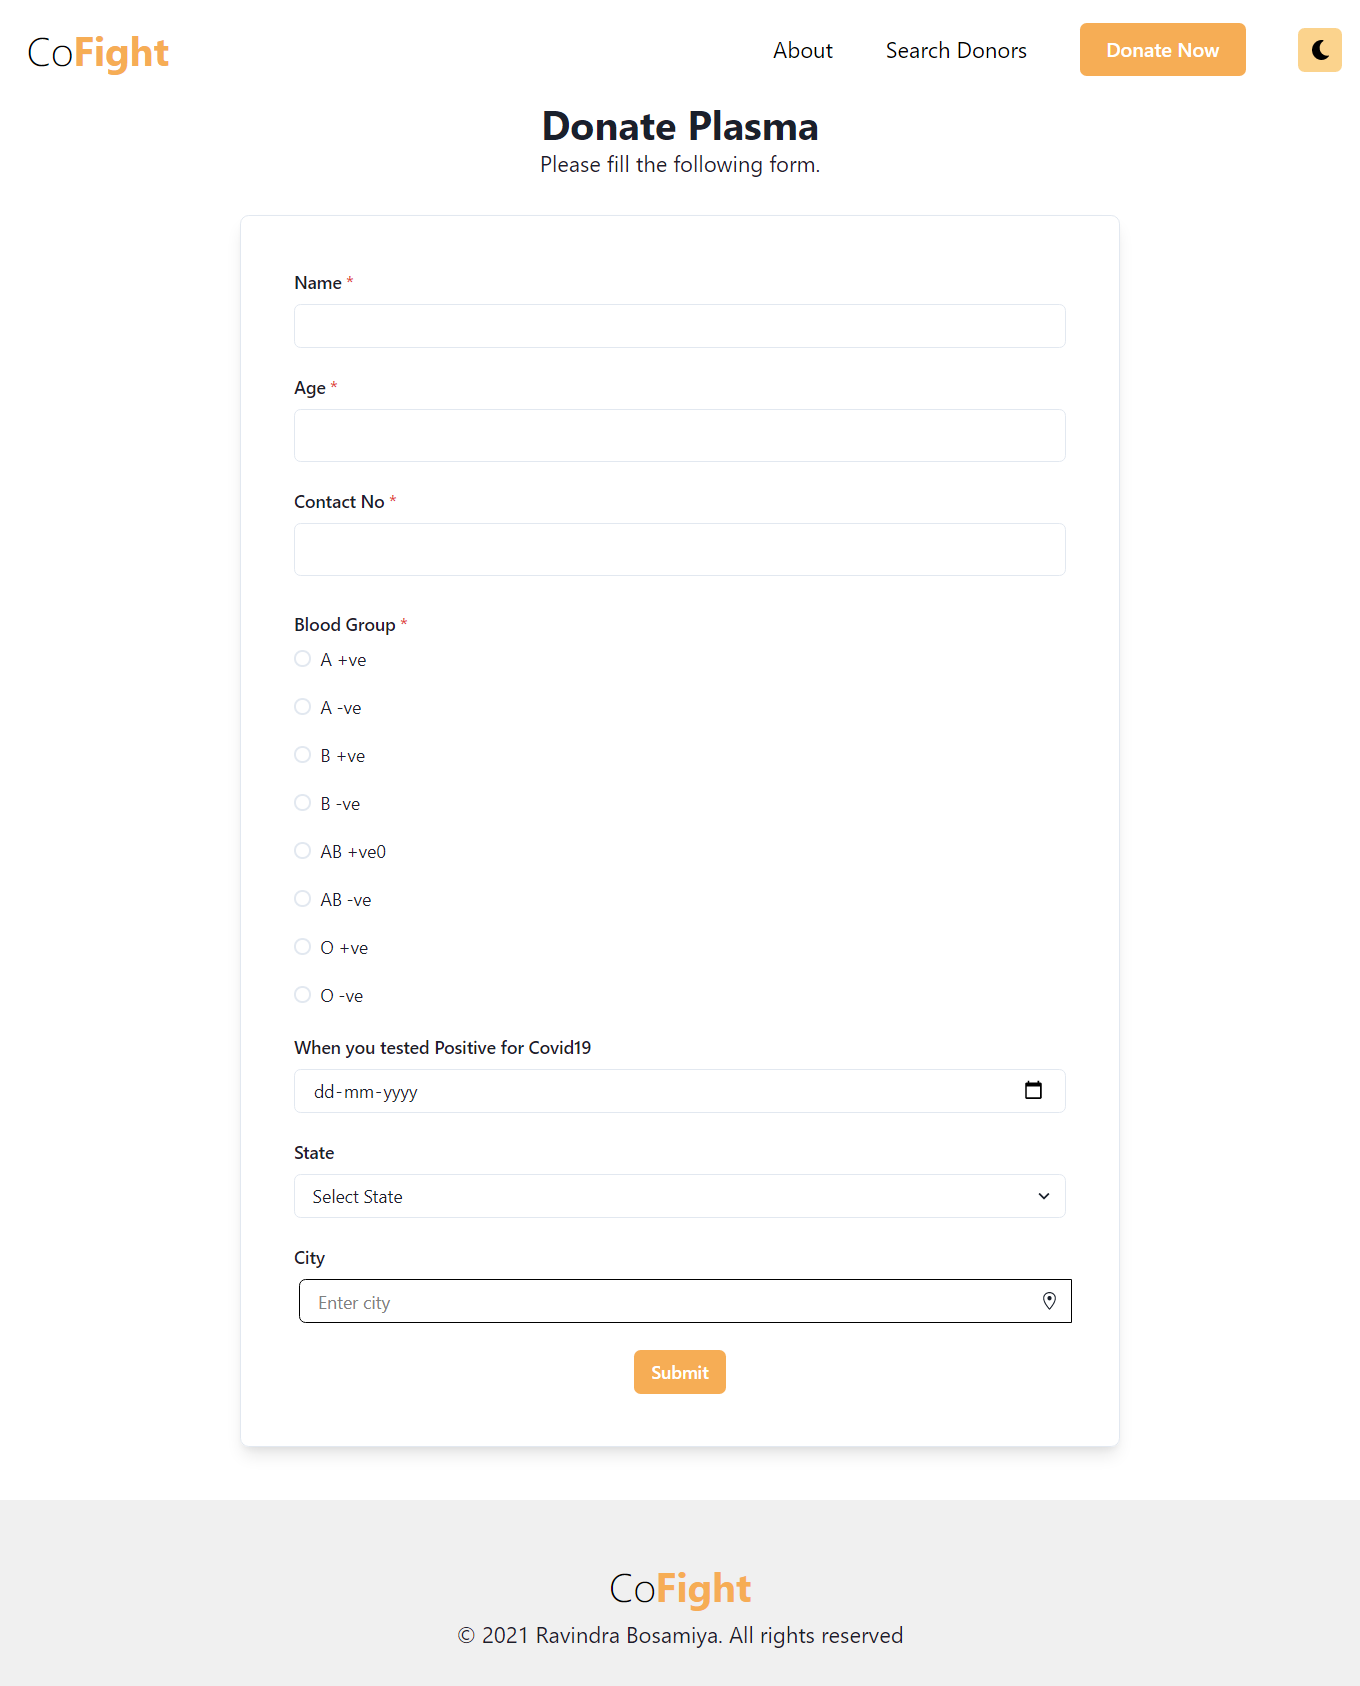 CoFight
About
Search Donors
Donate Now
Donate Plasma
Please fill the following form.
Name *
Age *
Contact No *
Blood Group *
A +ve
A -ve
B +ve
B -ve
AB +ve0
AB -ve
O +ve
O -ve
When you tested Positive for Covid19
dd-mm-yyyy
State
Select State
City
Enter city
Submit
CoFight
© 2021 Ravindra Bosamiya. All rights reserved